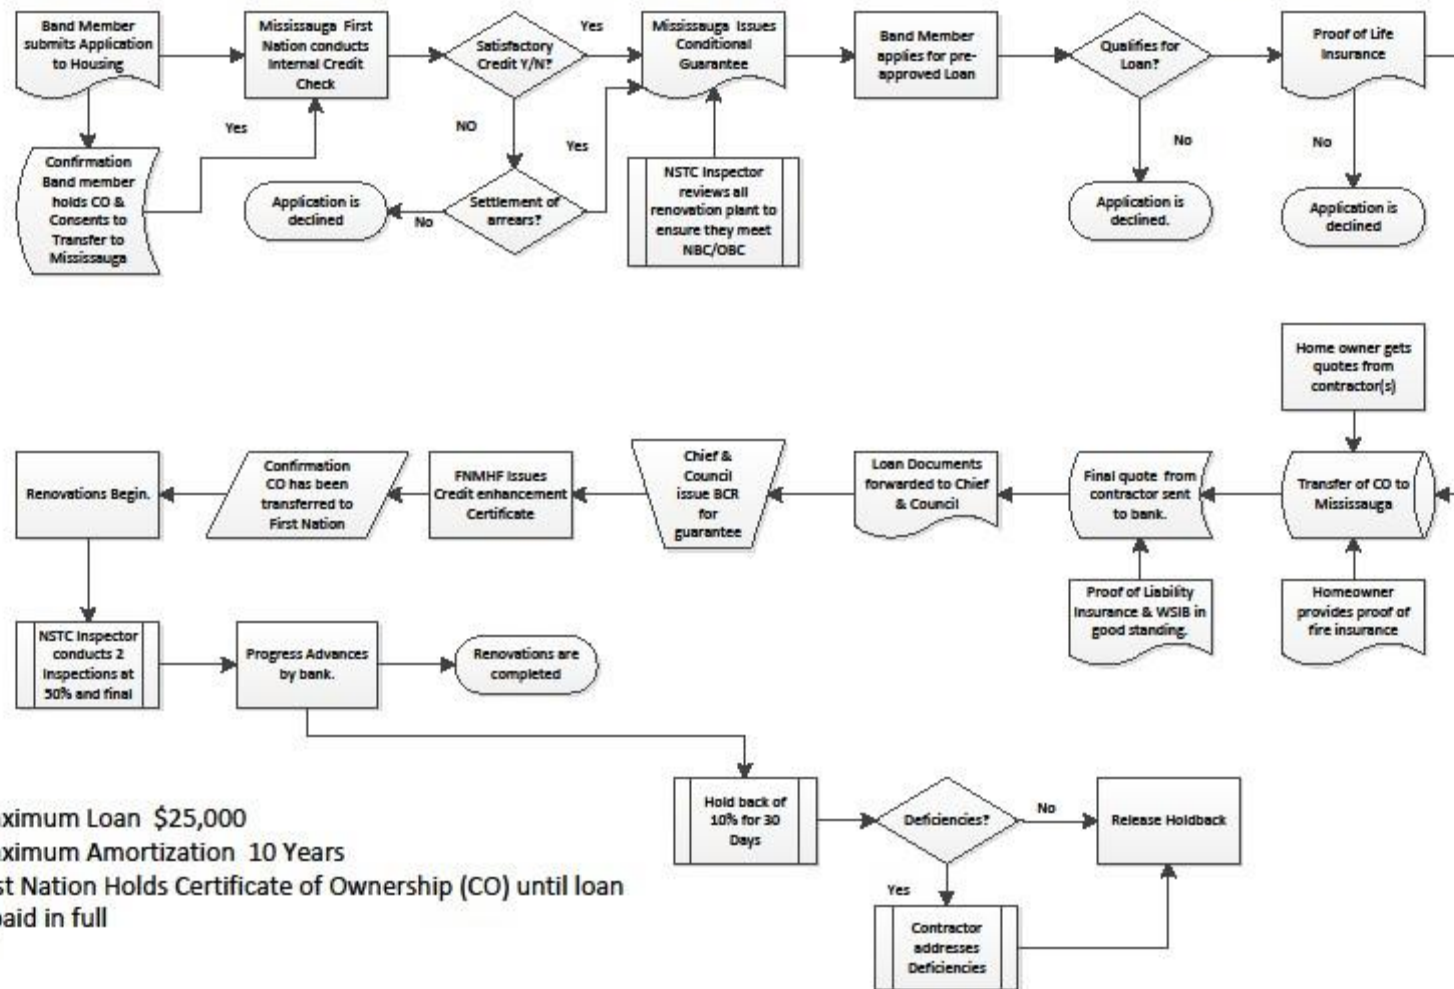 Band Member
submits Application
to Housing
Mississauga First
Nation conducts
Internal Credit
Check
Satisfactory
Credit Y/N?
Yes
Mississauga Issues
Conditional
Guarantee
Band Member
applies for pre-
approved Loan
Qualifies for
Loan?
Proof of Life
Insurance
Yes
NO
Yes
No
No
Confirmation
Band member
holds CO &
Consents to
Transfer to
Mississauga
Application is
declined
No
Settlement of
arrears?
NSTC Inspector
reviews all
renovation plant to
ensure they meet
NBC/OBC
Application is
declined.
Application is
declined
Home owner gets
quotes from
contractor(s)
Renovations Begin.
Confirmation
CO has been
transferred to
First Nation
FNMHF Issues
Credit enhancement
Certificate
Chief &
Council
issue BCR
for
guarantee
Loan Documents
forwarded to Chief
& Council
Final quote from
contractor sent
to bank.
Transfer of CO to
Mississauga
Proof of Liability
Insurance & WSIB in
good standing.
Homeowner
provides proof of
fire insurance
NSTC Inspector
conducts 2
Inspections at
50% and final
Progress Advances
by bank.
Renovations are
completed
Hold back of
10% for 30
Days
Deficiencies?
No
Release Holdback
Yes
Contractor
addresses
Deficiencies
aximum Loan $25,000
aximum Amortization 10 Years
st Nation Holds Certificate of Ownership (CO) until loan
paid in full